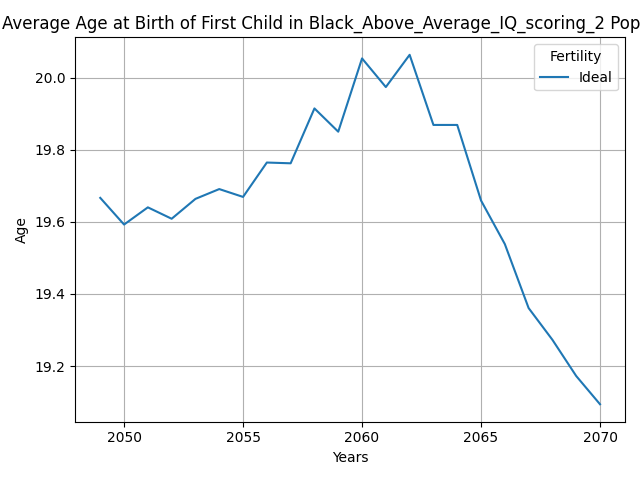 Average Age at Birth of First Child in Black_Above_Average_IQ_scoring_2 Pop
Fertility
Ideal
20.0
19.8
19.6
19.4
19.2
Age
2050 2055 2060 2065 2070
Years